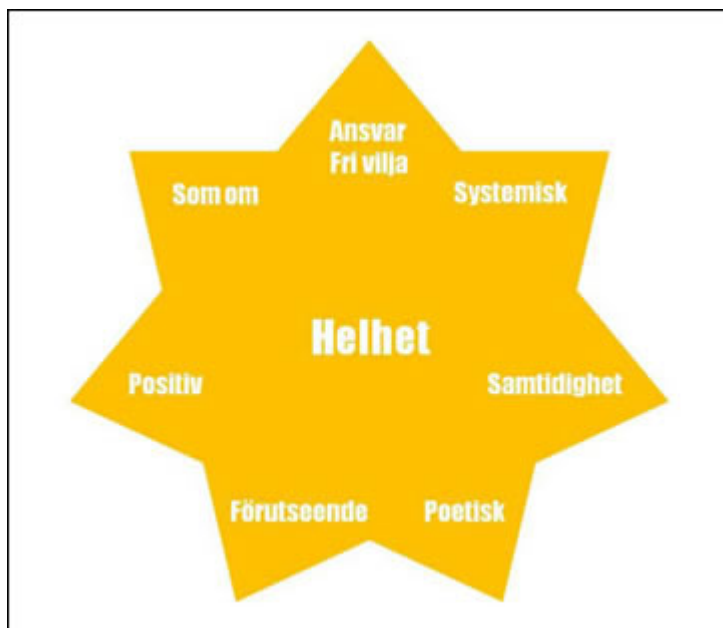 Ansvar
Fri vilja
Som om
Systemisk
Helhet
Positiv
Samtidighet
Förutseende
Poetisk